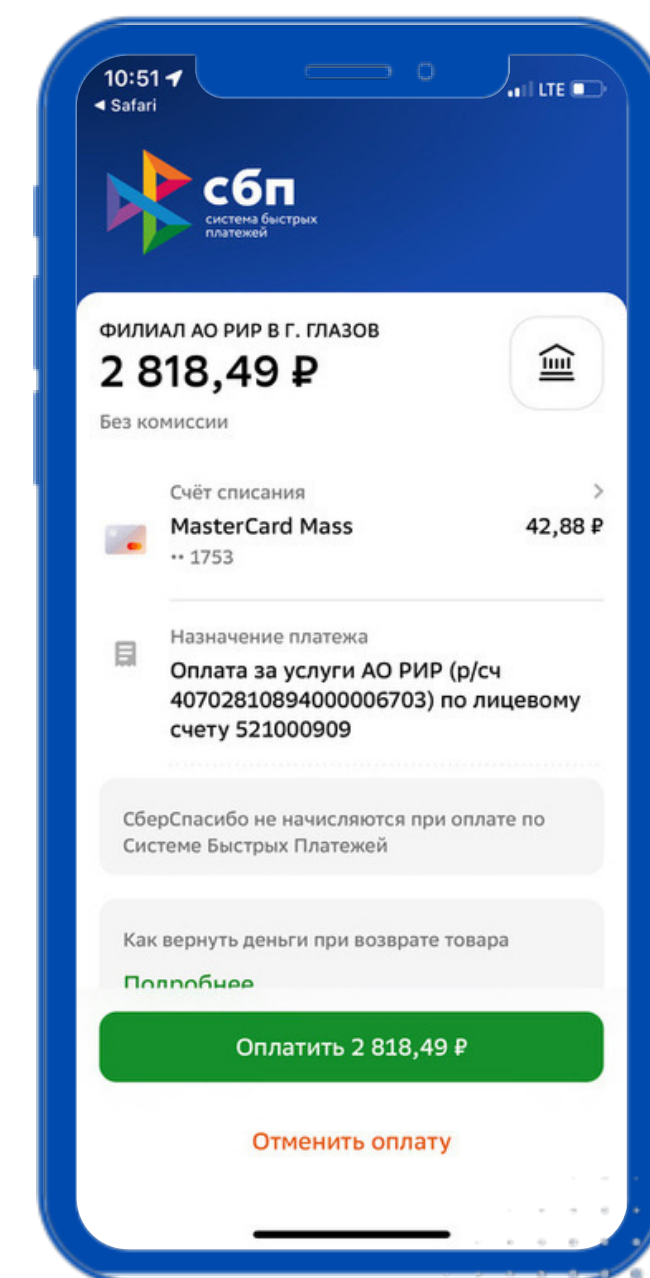 10:51
◀ Safari
LTE
сбп
система быстрых
платежей
ФИЛИАЛ АО РИР В Г. ГЛАЗОВ
2 818,49 ₽
Без комиссии
Счёт списания
MasterCard Mass 42,88 ₽
•• 1753
Назначение платежа
Оплата за услуги АО РИР (р/сч
40702810894000006703) по лицевому
счету 521000909
СберСпасибо не начисляются при оплате по
Системе Быстрых Платежей
Как вернуть деньги при возврате товара
Подробнее
Оплатить 2 818,49 ₽
Отменить оплату